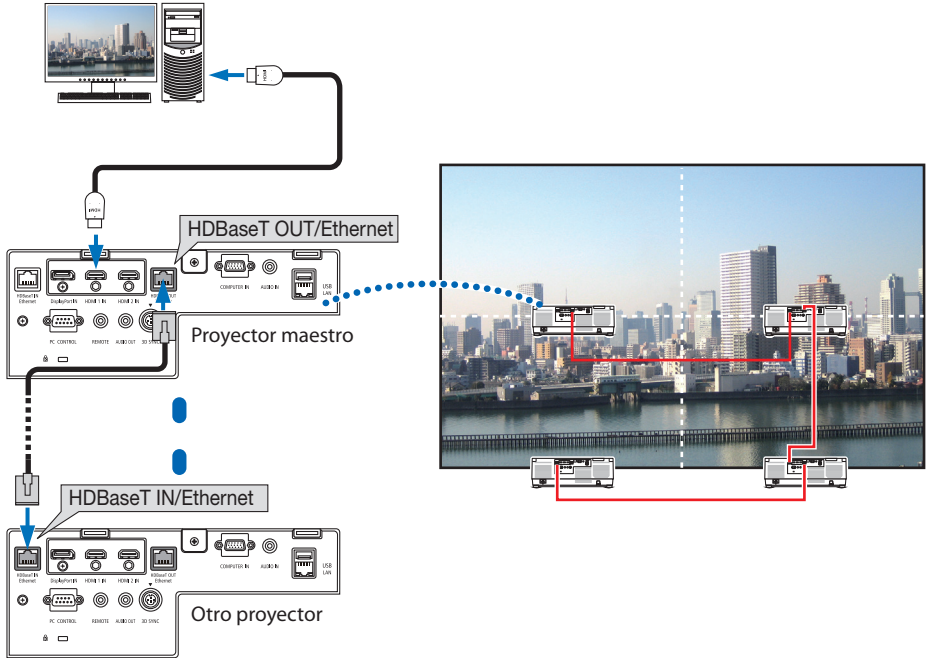 HDMI
HDMI
HDBaseT OUT/Ethernet
HDBaseT IN
Ethernet
DisplayPort IN
HDMI 1 IN
HDMI 2 IN
COMPUTER IN
AUDIO IN
USB
LAN
PC CONTROL
REMOTE
AUDIO OUT
3D SYNC
Proyector maestro
HDBaseT IN/Ethernet
HDBaseT IN
Ethernet
DisplayPort IN
HDMI 1 IN
HDMI 2 IN
HDBaseT OUT
Ethernet
COMPUTER IN
AUDIO IN
USB
LAN
PC CONTROL
REMOTE
AUDIO OUT
3D SYNC
Otro proyector